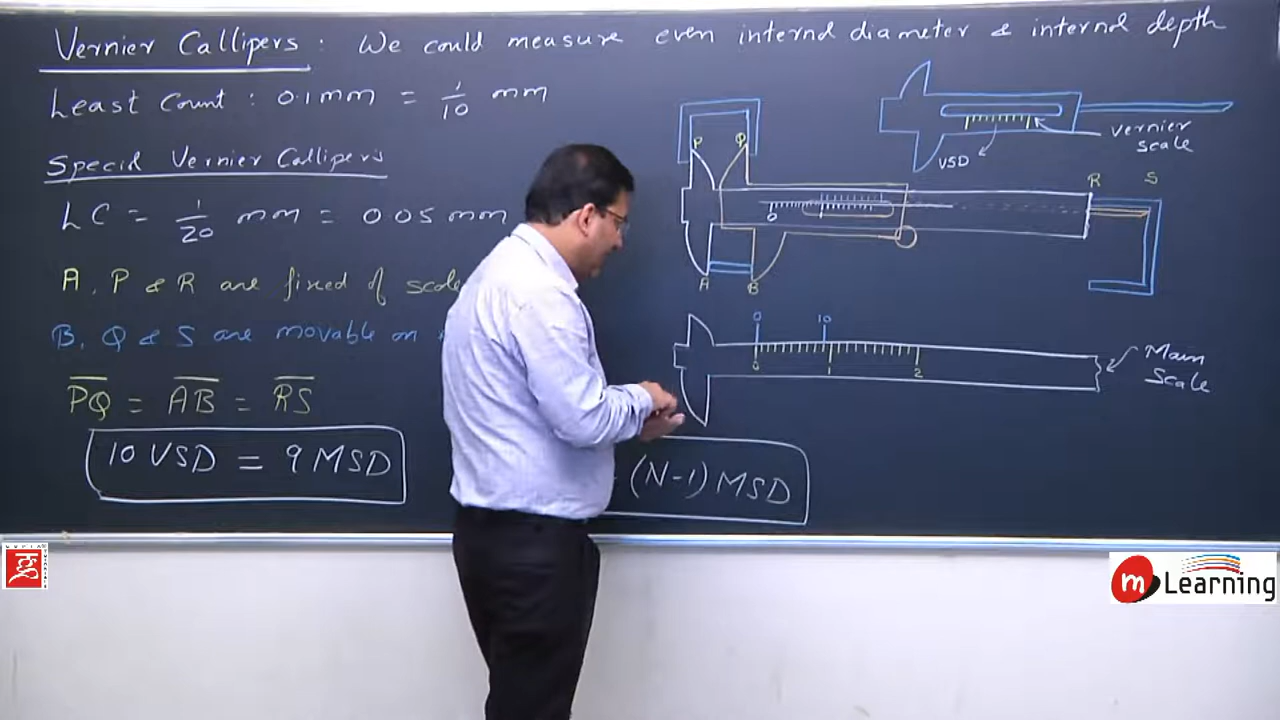 Vernier Callipers : We could measure even internal diameter & internal depth
Least Count : 0.1 mm = 1/10 mm
Special Vernier Callipers
LC = 1/20 mm = 0.05 mm
A, P & R are fixed of scale
B, Q & S are movable on
PQ = AB = RS
10 VSD = 9 MSD
(N-1) MSD
vernier scale
VSD
P Q
R S
0
A B
0 10
0 1 2
Main Scale
mLearning